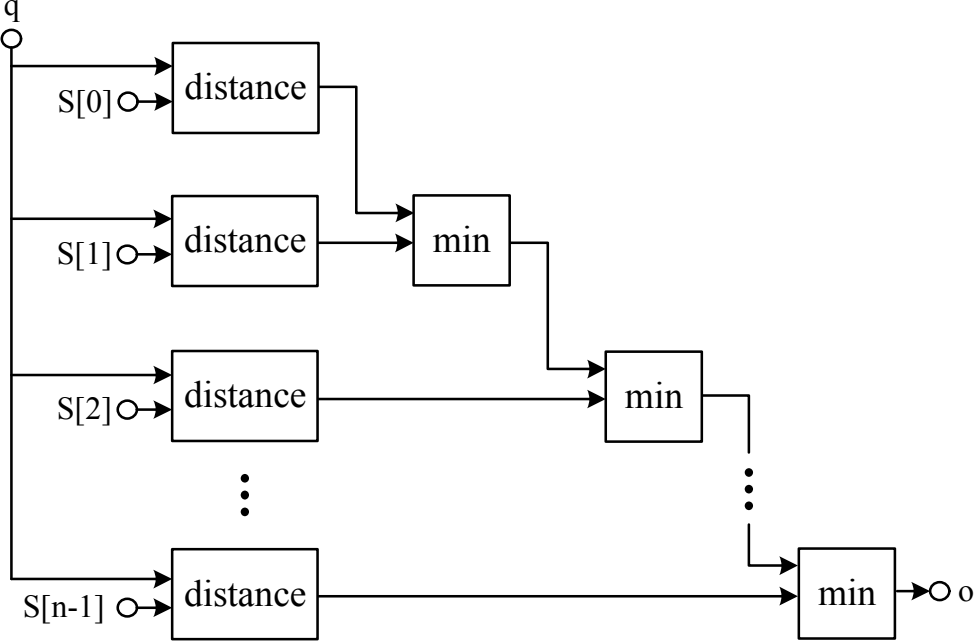 q
distance
S[0]
distance
S[1]
min
distance
S[2]
min
distance
S[n-1]
min
o